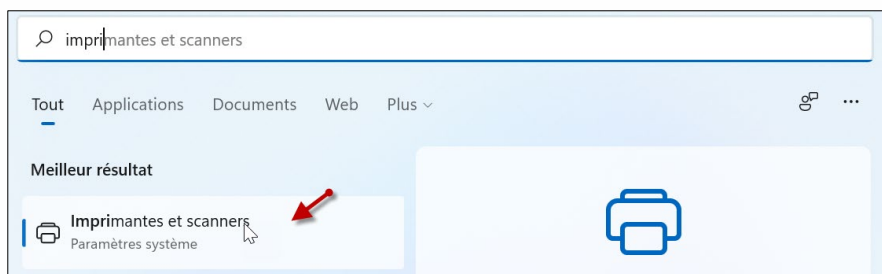 imprimantes et scanners
Tout Applications Documents Web Plus
Meilleur résultat
Imprimantes et scanners
Paramètres système